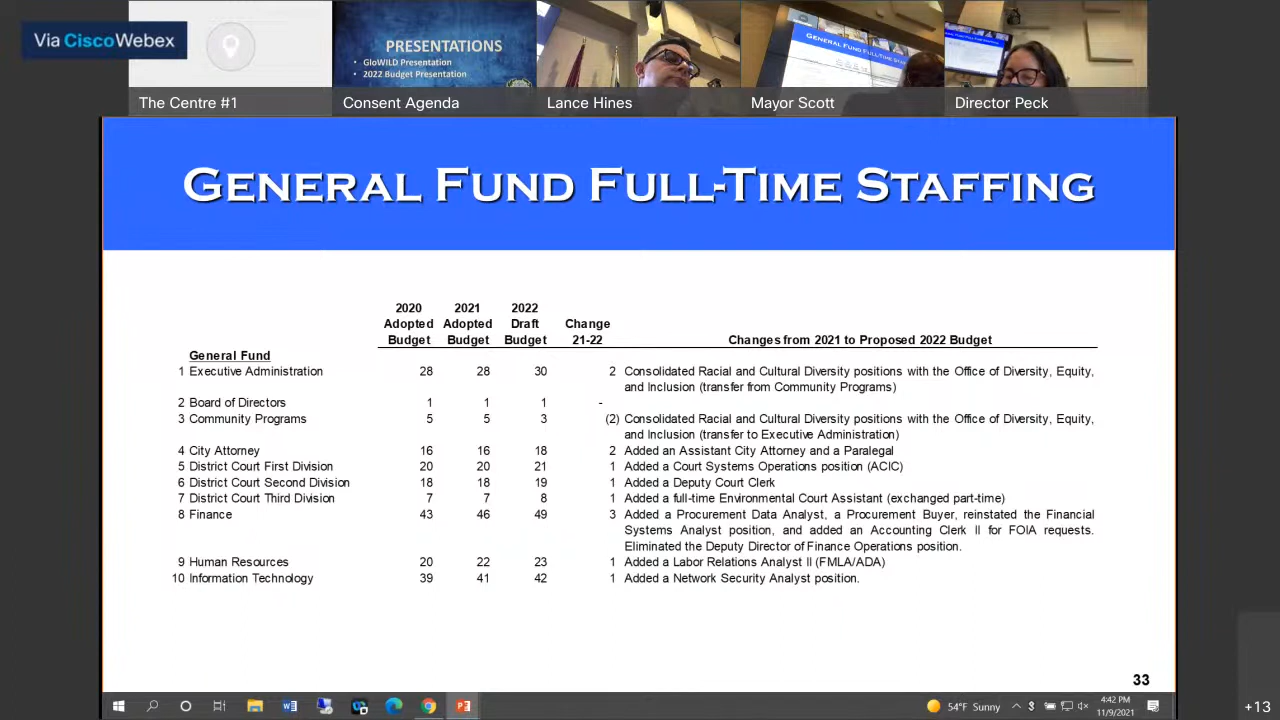 Via CiscoWebex
PRESENTATIONS
• GloWILD Presentation
• 2022 Budget Presentation
GENERAL FUND FULL-TIME STAFF
The Centre #1
Consent Agenda
Lance Hines
Mayor Scott
Director Peck
GENERAL FUND FULL-TIME STAFFING
2020 2021 2022
Adopted Adopted Draft Change
Budget Budget Budget 21-22 Changes from 2021 to Proposed 2022 Budget
General Fund
1 Executive Administration 28 28 30 2 Consolidated Racial and Cultural Diversity positions with the Office of Diversity, Equity,
and Inclusion (transfer from Community Programs)
2 Board of Directors 1 1 1 -
3 Community Programs 5 5 3 (2) Consolidated Racial and Cultural Diversity positions with the Office of Diversity, Equity,
and Inclusion (transfer to Executive Administration)
4 City Attorney 16 16 18 2 Added an Assistant City Attorney and a Paralegal
5 District Court First Division 20 20 21 1 Added a Court Systems Operations position (ACIC)
6 District Court Second Division 18 18 19 1 Added a Deputy Court Clerk
7 District Court Third Division 7 7 8 1 Added a full-time Environmental Court Assistant (exchanged part-time)
8 Finance 43 46 49 3 Added a Procurement Data Analyst, a Procurement Buyer, reinstated the Financial
Systems Analyst position, and added an Accounting Clerk II for FOIA requests.
Eliminated the Deputy Director of Finance Operations position.
9 Human Resources 20 22 23 1 Added a Labor Relations Analyst II (FMLA/ADA)
10 Information Technology 39 41 42 1 Added a Network Security Analyst position.
33
54°F Sunny
4:42 PM
11/9/2021
+13